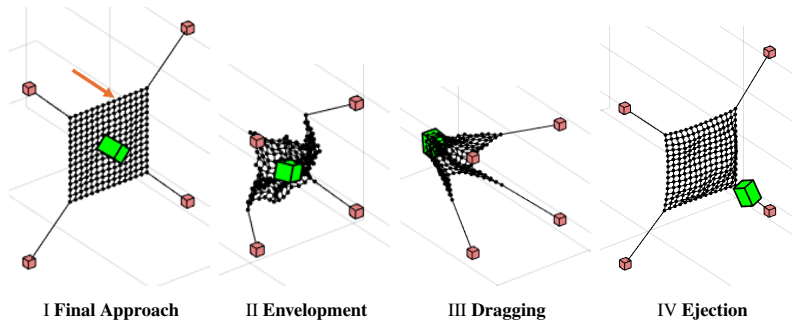 I Final Approach
II Envelopment
III Dragging
IV Ejection